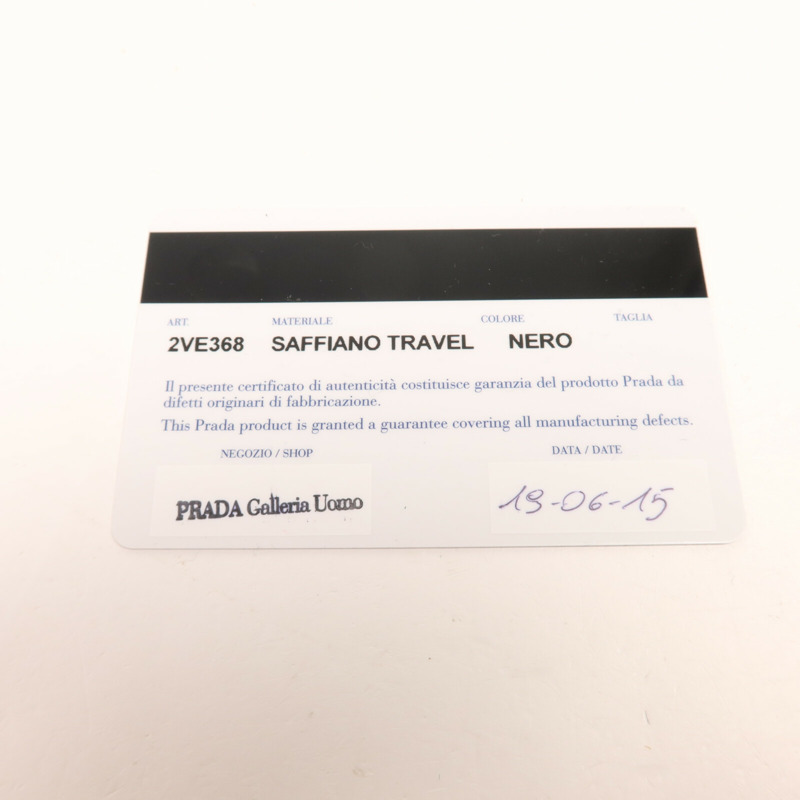 ART. MATERIALE COLORE TAGLIA
2VE368 SAFFIANO TRAVEL NERO
Il presente certificato di autenticità costituisce garanzia del prodotto Prada da
difetti originari di fabbricazione.
This Prada product is granted a guarantee covering all manufacturing defects.
NEGOZIO / SHOP DATA / DATE
PRADA Galleria Uomo 19-06-15